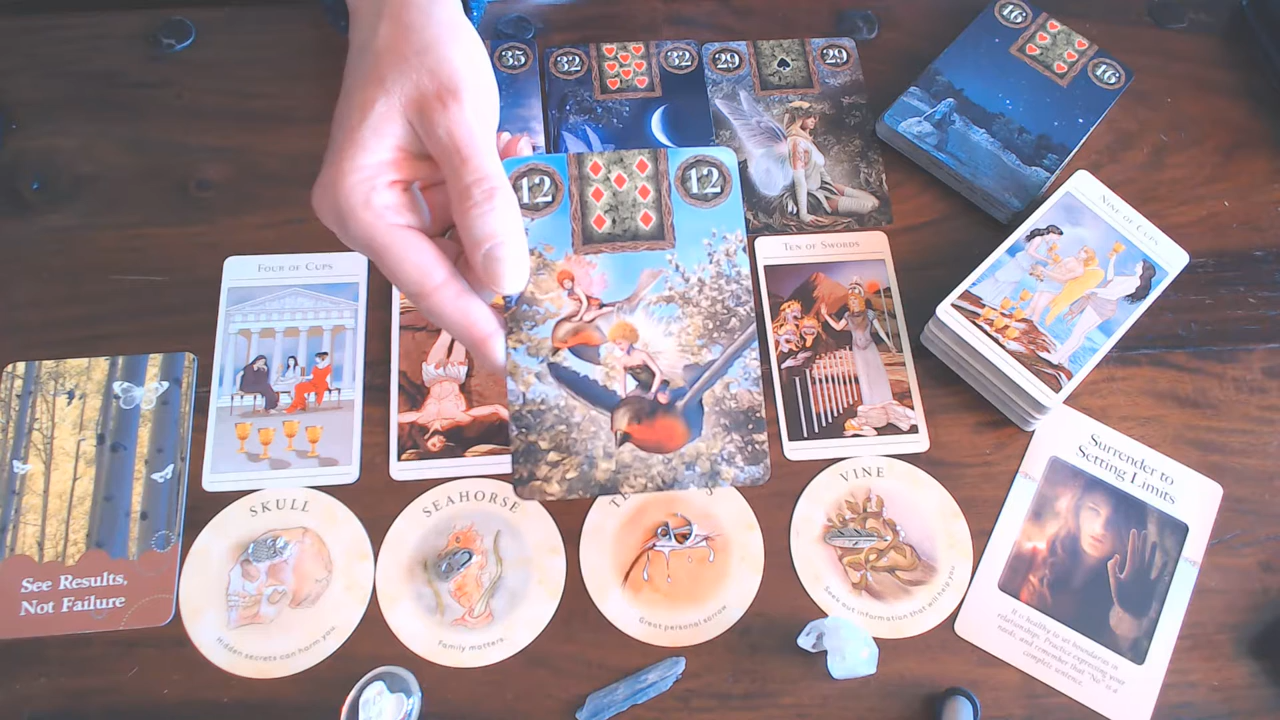 35
32
32
29
29
16
16
12
12
NINE OF CUPS
FOUR OF CUPS
TEN OF SWORDS
See Results,
Not Failure
SKULL
Hidden secrets can harm you.
SEAHORSE
Family matters.
Great personal sorrow
VINE
Seek out information that will help you
Surrender to
Setting Limits
It is healthy to set boundaries in
relationships. Practice expressing your
needs, and remember that "No" is a
complete sentence.